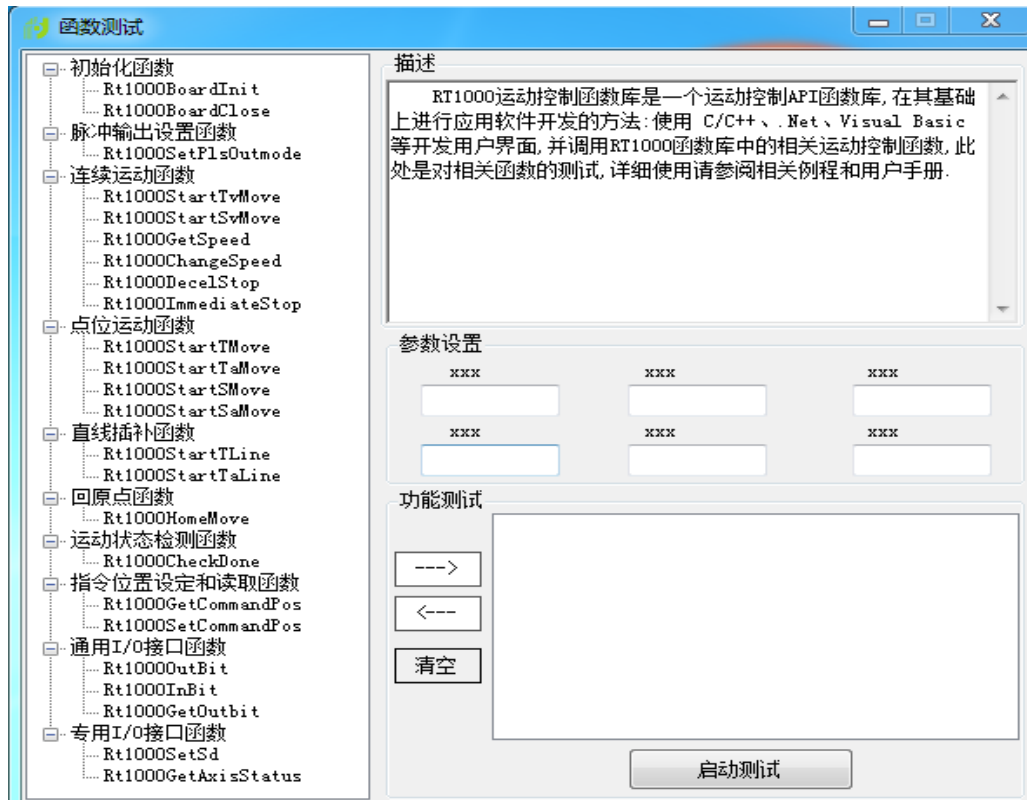 函数测试
初始化函数
Rt1000BoardInit
Rt1000BoardClose
脉冲输出设置函数
Rt1000SetPlsOutmode
连续运动函数
Rt1000StartTvMove
Rt1000StartSvMove
Rt1000GetSpeed
Rt1000ChangeSpeed
Rt1000DecelStop
Rt1000ImmediateStop
点位运动函数
Rt1000StartTMove
Rt1000StartTaMove
Rt1000StartSMove
Rt1000StartSaMove
直线插补函数
Rt1000StartTLine
Rt1000StartTaLine
回原点函数
Rt1000HomeMove
运动状态检测函数
Rt1000CheckDone
指令位置设定和读取函数
Rt1000GetCommandPos
Rt1000SetCommandPos
通用I/O接口函数
Rt1000OutBit
Rt1000InBit
Rt1000GetOutbit
专用I/O接口函数
Rt1000SetSd
Rt1000GetAxisStatus
描述
RT1000运动控制函数库是一个运动控制API函数库,在其基础
上进行应用软件开发的方法:使用 C/C++、.Net、Visual Basic
等开发用户界面,并调用RT1000函数库中的相关运动控制函数,此
处是对相关函数的测试,详细使用请参阅相关例程和用户手册.
参数设置
xxx xxx xxx
xxx xxx xxx
功能测试
--->
<---
清空
启动测试